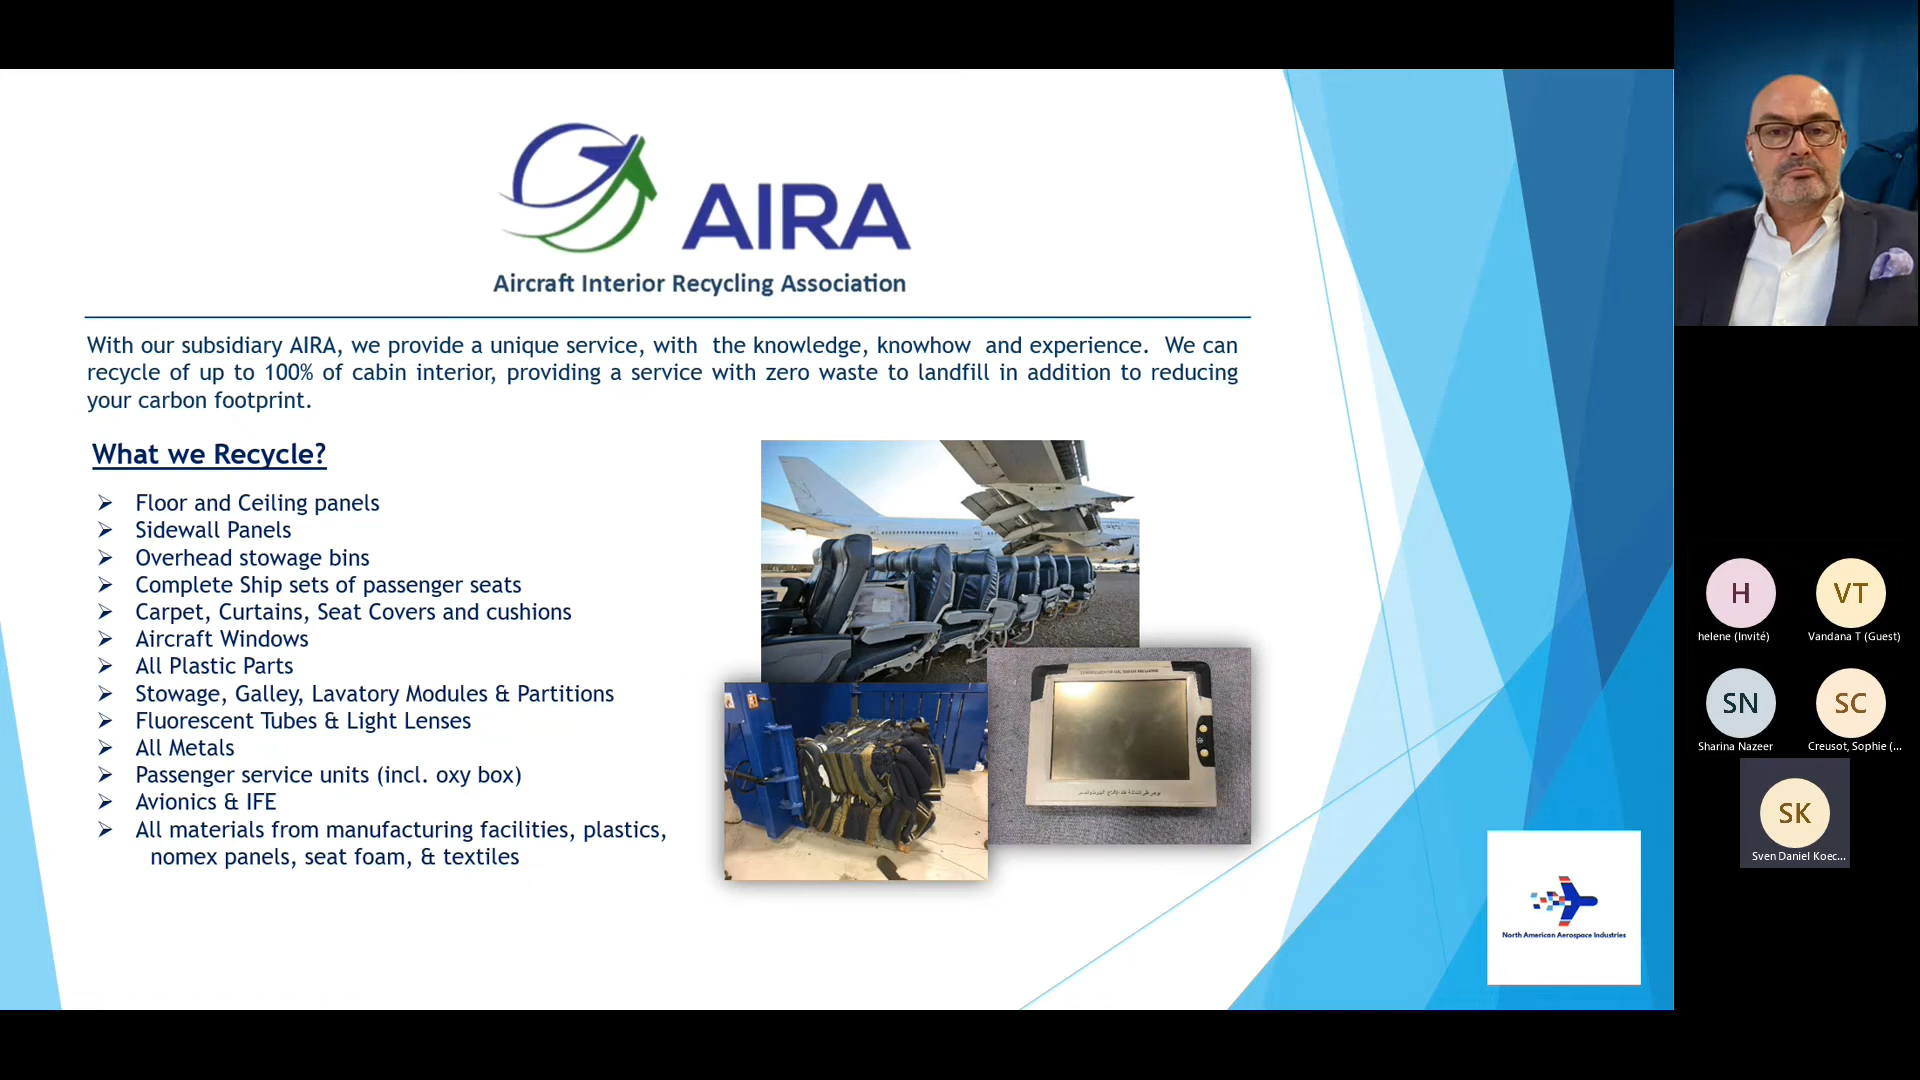 AIRA
Aircraft Interior Recycling Association
With our subsidiary AIRA, we provide a unique service, with the knowledge, knowhow and experience. We can
recycle of up to 100% of cabin interior, providing a service with zero waste to landfill in addition to reducing
your carbon footprint.
What we Recycle?
Floor and Ceiling panels
Sidewall Panels
Overhead stowage bins
Complete Ship sets of passenger seats
Carpet, Curtains, Seat Covers and cushions
Aircraft Windows
All Plastic Parts
Stowage, Galley, Lavatory Modules & Partitions
Fluorescent Tubes & Light Lenses
All Metals
Passenger service units (incl. oxy box)
Avionics & IFE
All materials from manufacturing facilities, plastics,
nomex panels, seat foam, & textiles
North American Aerospace Industries
H
VT
helene (Invité)
Vandana T (Guest)
SN
SC
Sharina Nazeer
Creusot, Sophie (...
SK
Sven Daniel Koec...